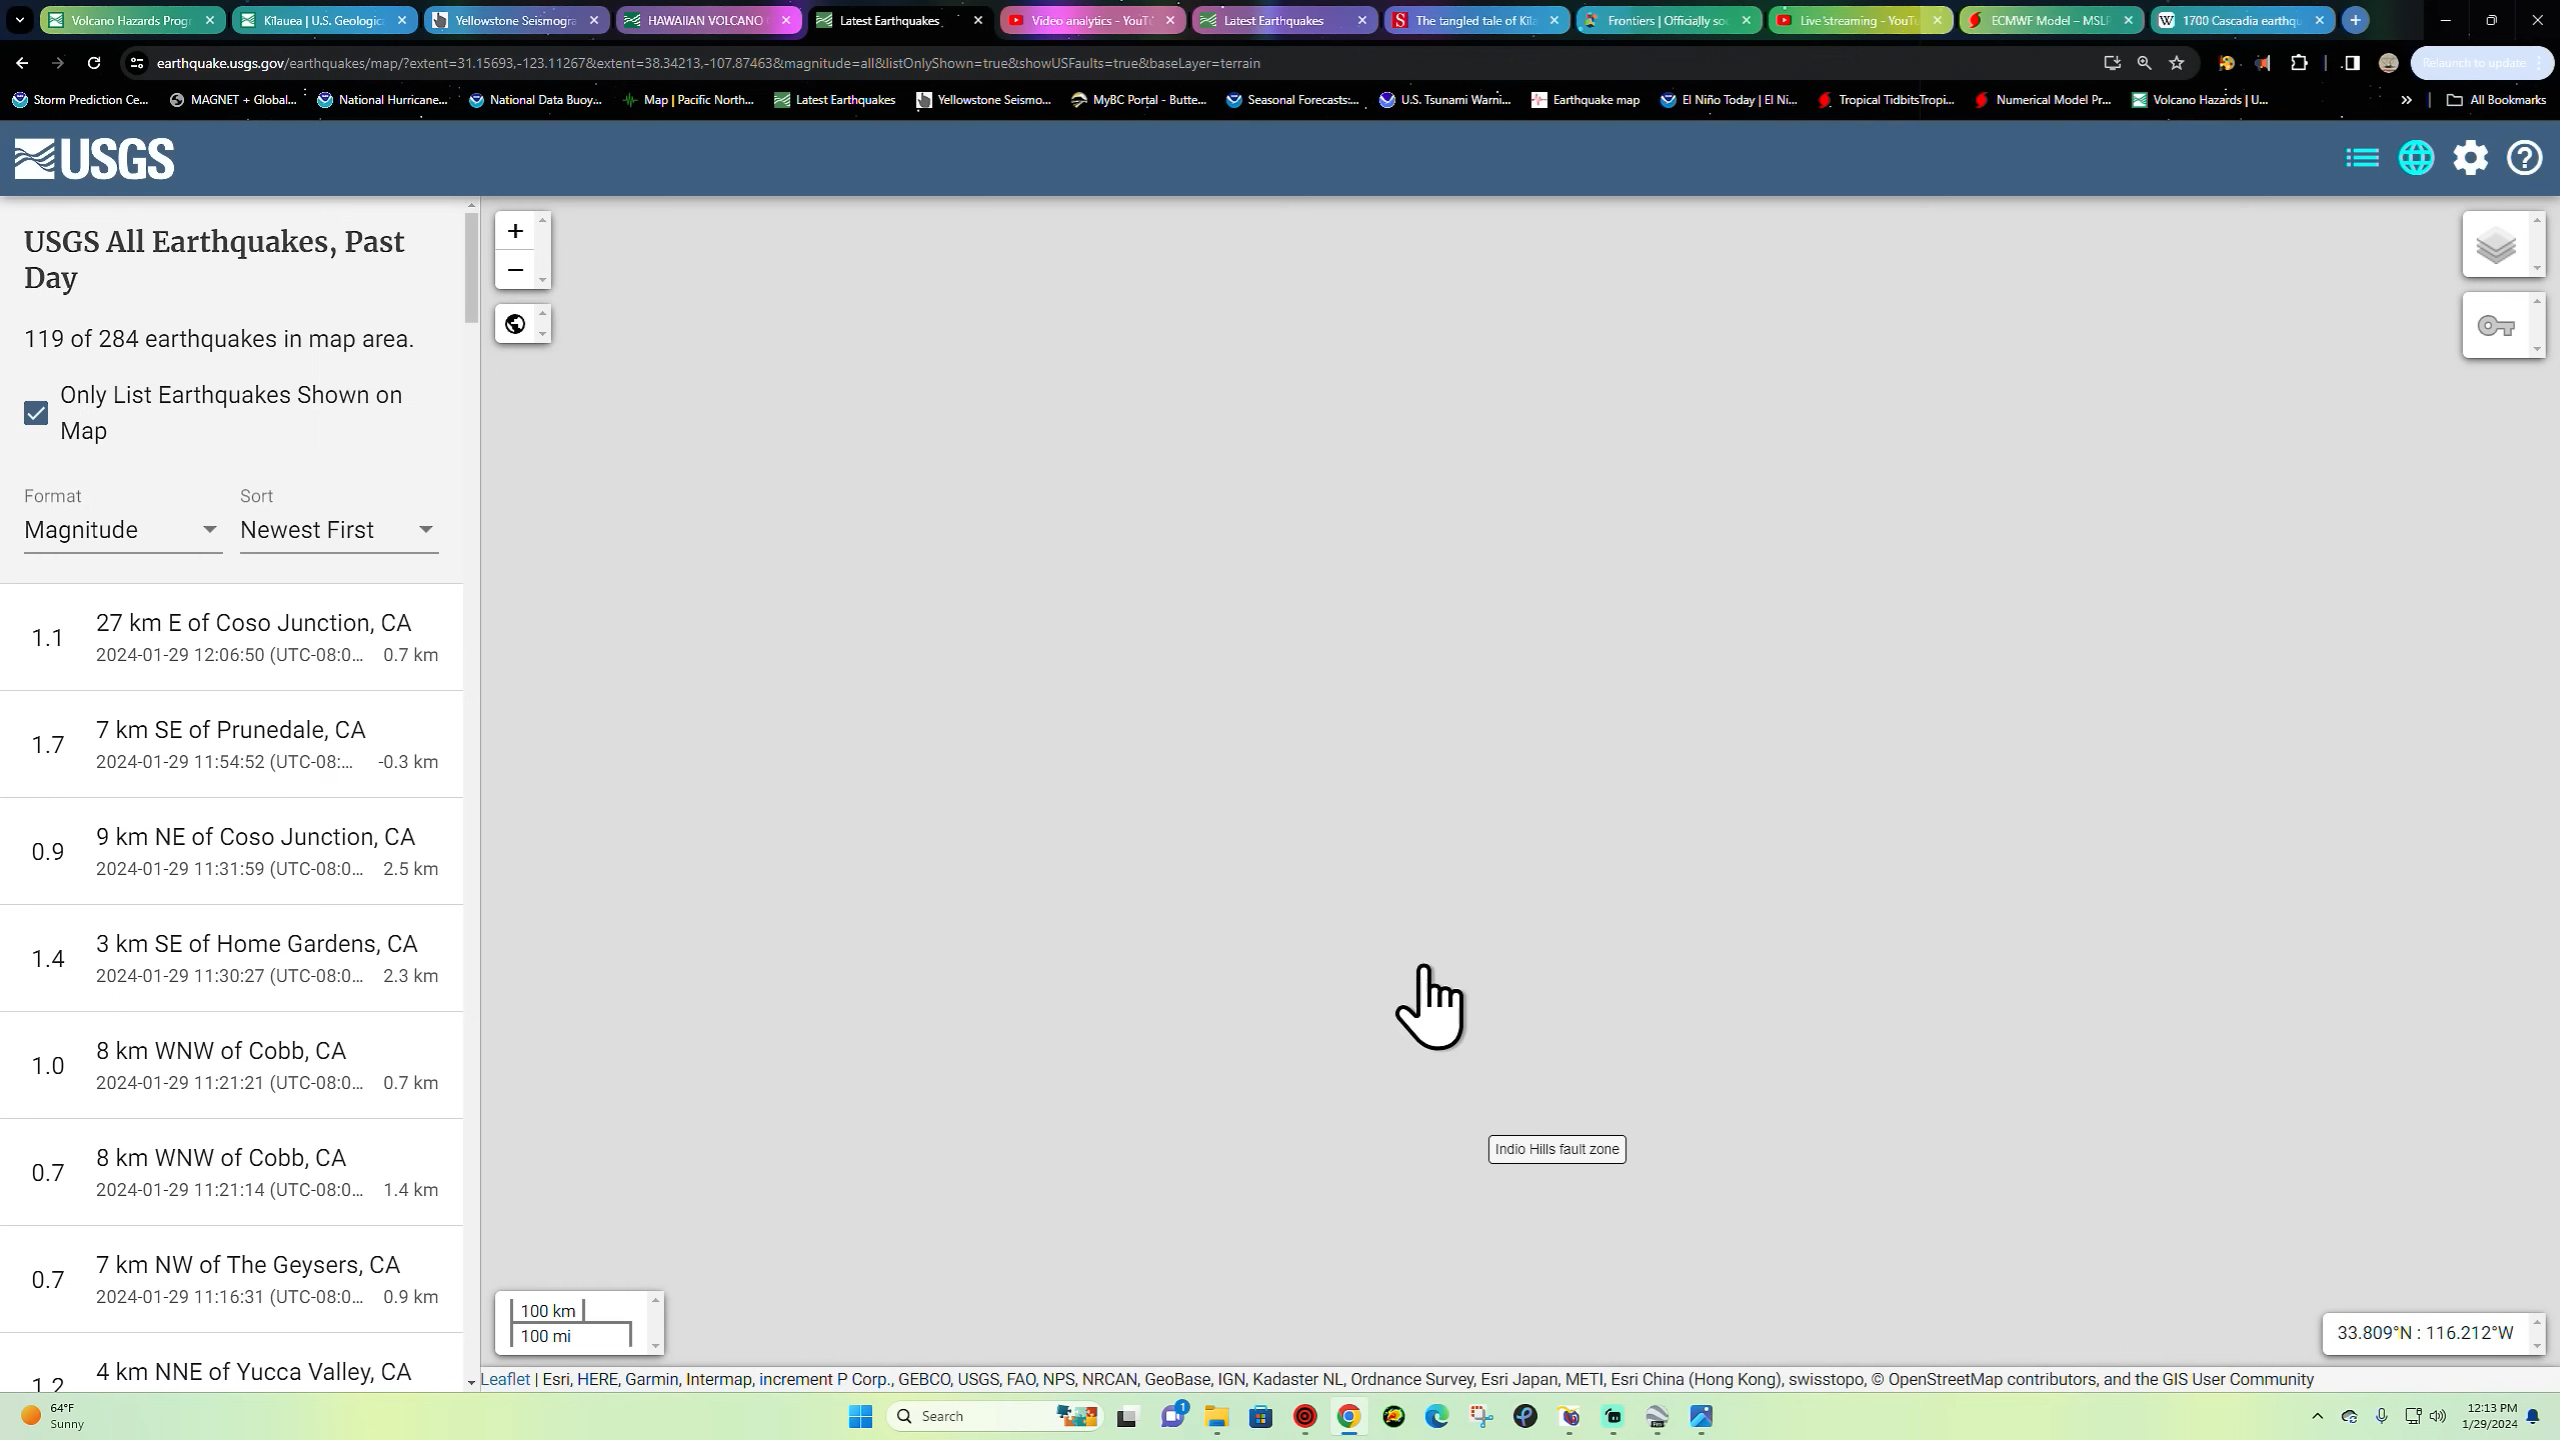 Volcano Hazards Progr
Kīlauea | U.S. Geologic
Yellowstone Seismogra
HAWAIIAN VOLCANO
Latest Earthquakes
Video analytics - YouT
Latest Earthquakes
The tangled tale of Kīla
Frontiers | Officially so
Live streaming - YouTu
ECMWF Model – MSLP
1700 Cascadia earthqu
earthquake.usgs.gov/earthquakes/map/?extent=31.15693,-123.11267&extent=38.34213,-107.87463&magnitude=all&listOnlyShown=true&showUSFaults=true&baseLayer=terrain
Relaunch to update
Storm Prediction Ce...
MAGNET + Global...
National Hurricane...
National Data Buoy...
Map | Pacific North...
Latest Earthquakes
Yellowstone Seismo...
MyBC Portal - Butte...
Seasonal Forecasts:...
U.S. Tsunami Warni...
Earthquake map
El Niño Today | El Ni...
Tropical TidbitsTropi...
Numerical Model Pr...
Volcano Hazards | U...
All Bookmarks
USGS
USGS All Earthquakes, Past
Day
119 of 284 earthquakes in map area.
Only List Earthquakes Shown on
Map
Format
Sort
Magnitude
Newest First
1.1
27 km E of Coso Junction, CA
2024-01-29 12:06:50 (UTC-08:0...
0.7 km
1.7
7 km SE of Prunedale, CA
2024-01-29 11:54:52 (UTC-08:...
-0.3 km
0.9
9 km NE of Coso Junction, CA
2024-01-29 11:31:59 (UTC-08:0...
2.5 km
1.4
3 km SE of Home Gardens, CA
2024-01-29 11:30:27 (UTC-08:0...
2.3 km
1.0
8 km WNW of Cobb, CA
2024-01-29 11:21:21 (UTC-08:0...
0.7 km
0.7
8 km WNW of Cobb, CA
2024-01-29 11:21:14 (UTC-08:0...
1.4 km
0.7
7 km NW of The Geysers, CA
2024-01-29 11:16:31 (UTC-08:0...
0.9 km
1.2
4 km NNE of Yucca Valley, CA
+
−
Indio Hills fault zone
100 km
100 mi
33.809°N : 116.212°W
Leaflet | Esri, HERE, Garmin, Intermap, increment P Corp., GEBCO, USGS, FAO, NPS, NRCAN, GeoBase, IGN, Kadaster NL, Ordnance Survey, Esri Japan, METI, Esri China (Hong Kong), swisstopo, © OpenStreetMap contributors, and the GIS User Community
64°F
Sunny
Search
1
12:13 PM
1/29/2024